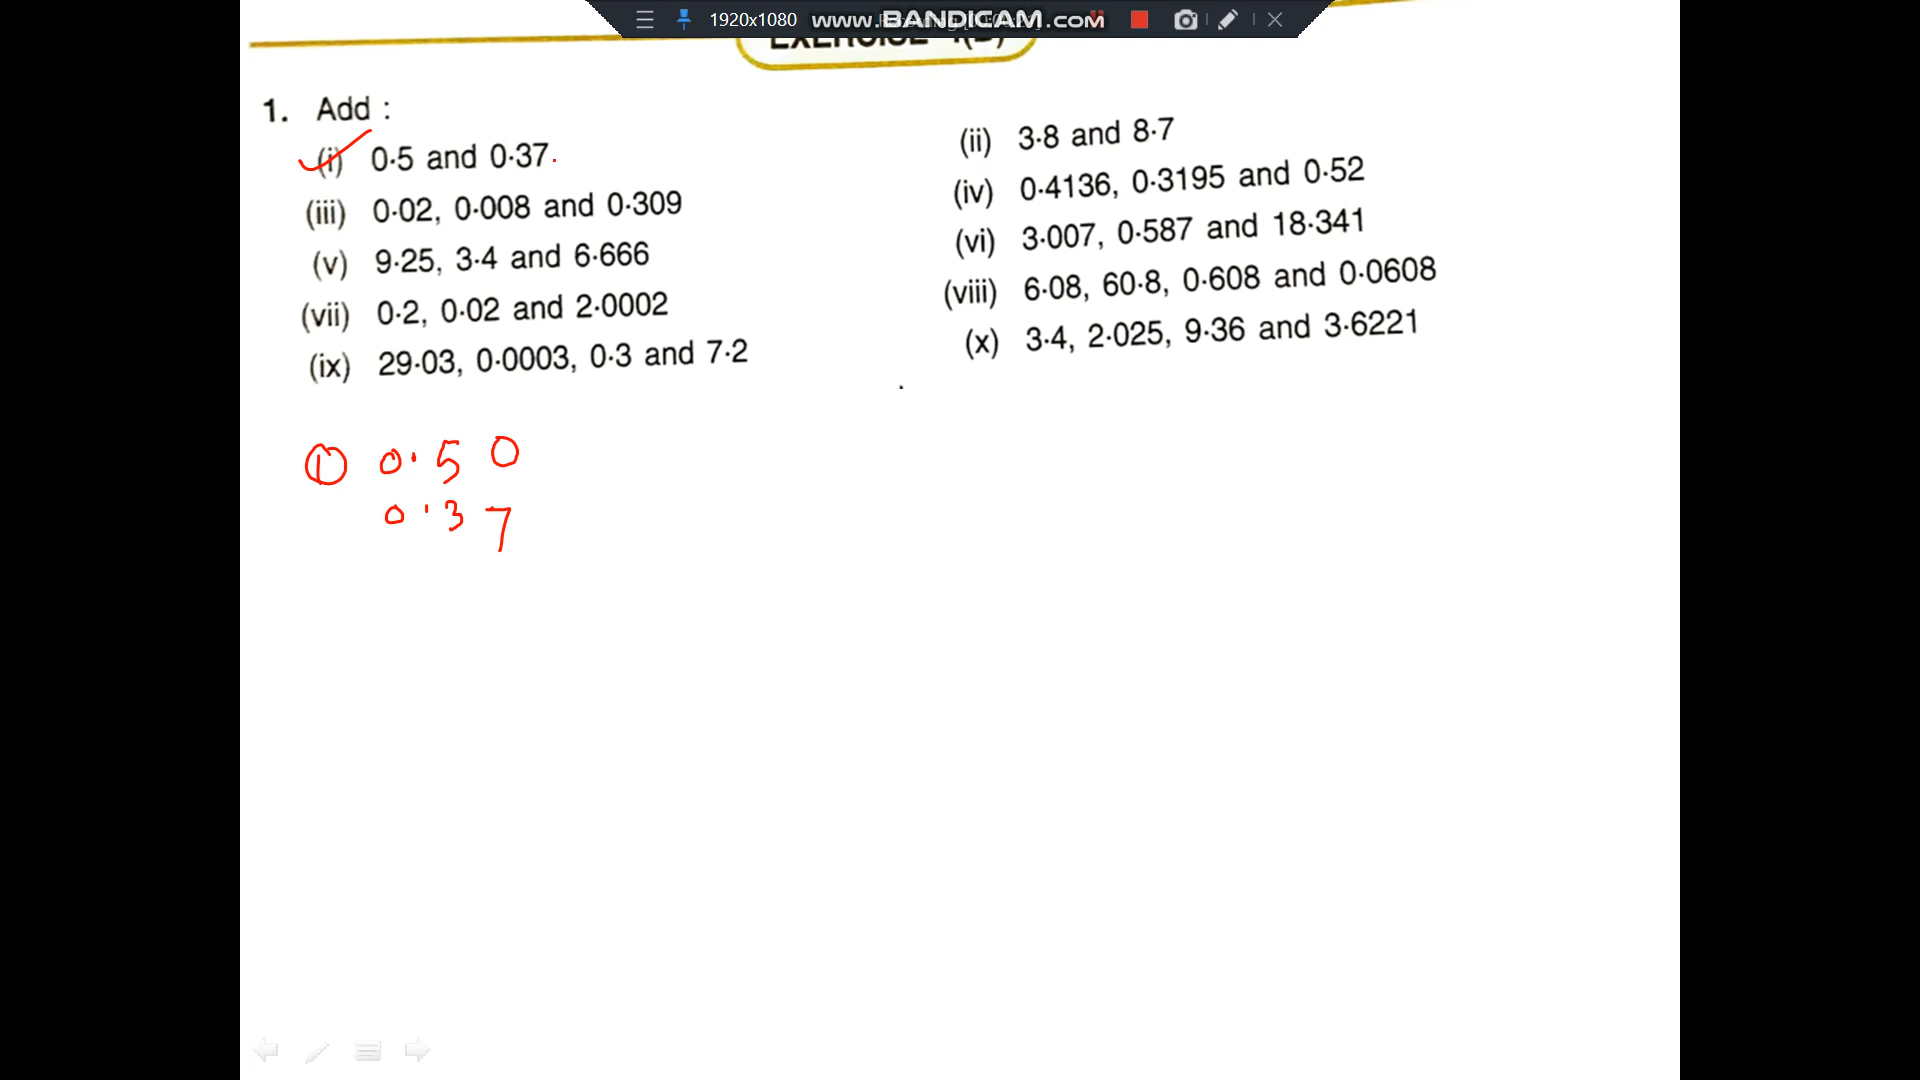 1920x1080 www.BANDICAM.com
EXERCISE
1. Add :
(i) 0·5 and 0·37.
(ii) 3·8 and 8·7
(iii) 0·02, 0·008 and 0·309
(iv) 0·4136, 0·3195 and 0·52
(v) 9·25, 3·4 and 6·666
(vi) 3·007, 0·587 and 18·341
(vii) 0·2, 0·02 and 2·0002
(viii) 6·08, 60·8, 0·608 and 0·0608
(ix) 29·03, 0·0003, 0·3 and 7·2
(x) 3·4, 2·025, 9·36 and 3·6221
① 0·50
0·37